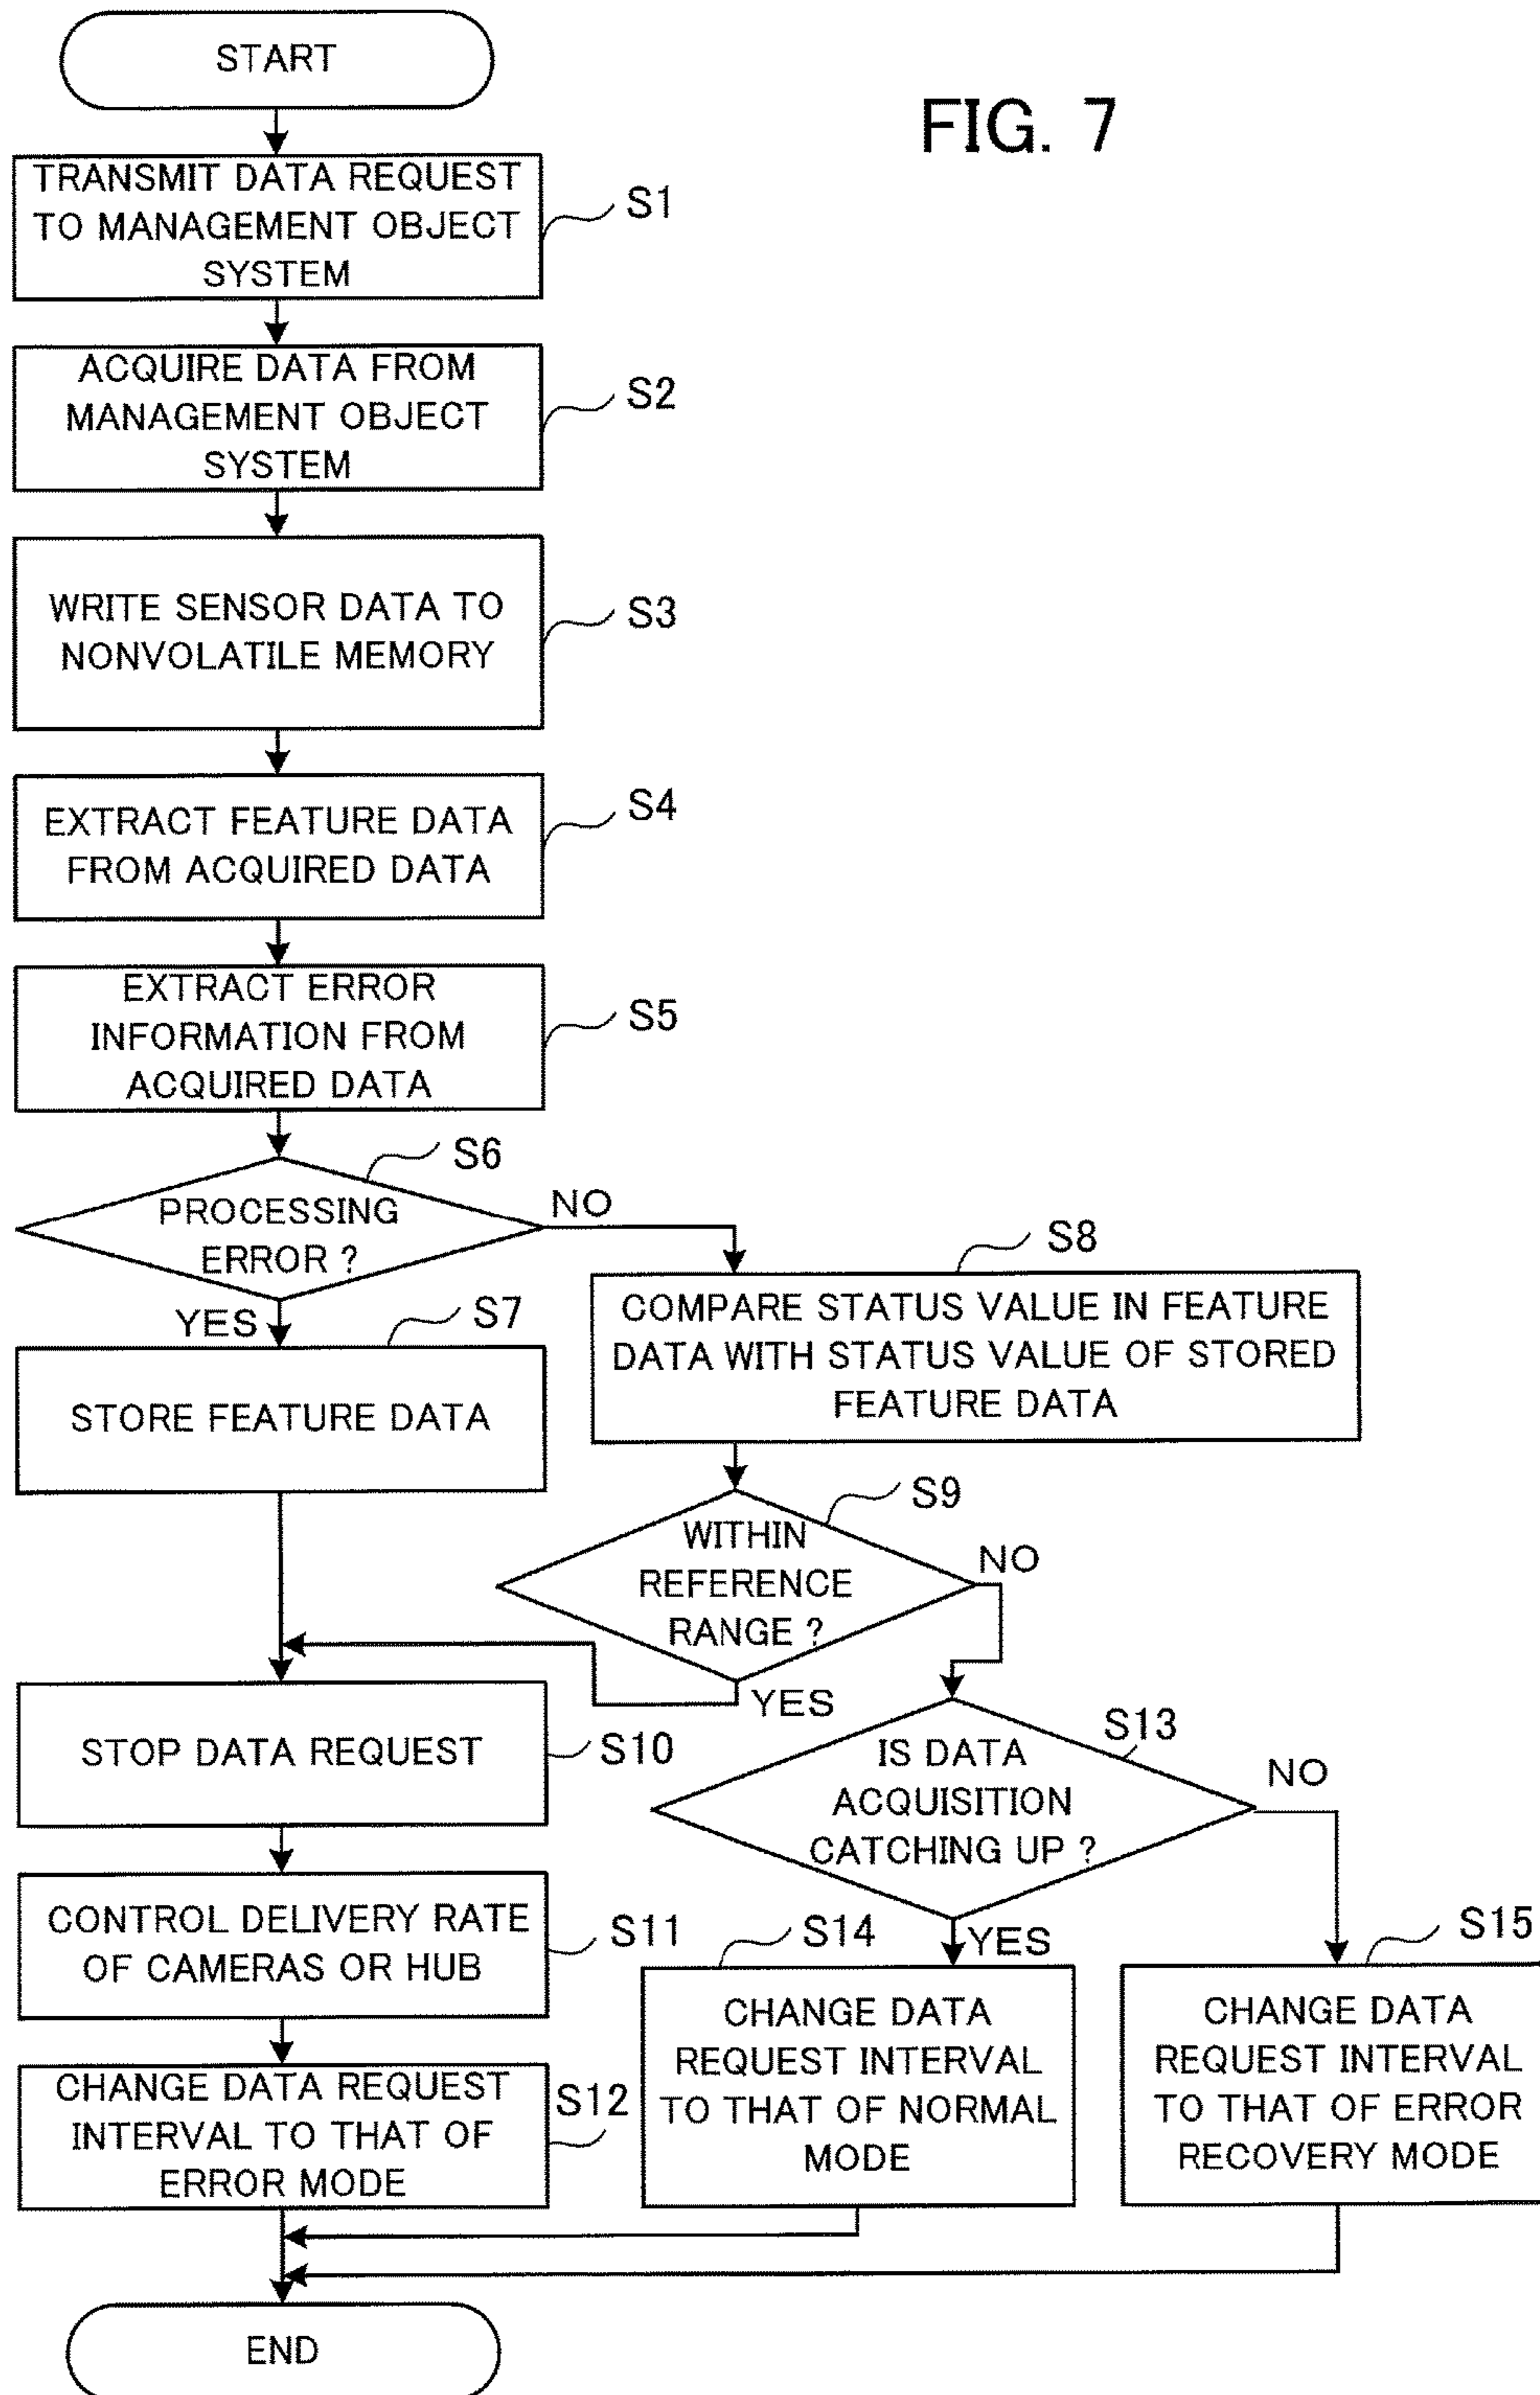 START
FIG. 7
TRANSMIT DATA REQUEST
TO MANAGEMENT OBJECT
SYSTEM
S1
ACQUIRE DATA FROM
MANAGEMENT OBJECT
SYSTEM
S2
WRITE SENSOR DATA TO
NONVOLATILE MEMORY
S3
EXTRACT FEATURE DATA
FROM ACQUIRED DATA
S4
EXTRACT ERROR
INFORMATION FROM
ACQUIRED DATA
S5
PROCESSING
ERROR ?
S6
NO
YES
STORE FEATURE DATA
S7
COMPARE STATUS VALUE IN FEATURE
DATA WITH STATUS VALUE OF STORED
FEATURE DATA
S8
WITHIN
REFERENCE
RANGE ?
S9
NO
YES
STOP DATA REQUEST
S10
IS DATA
ACQUISITION
CATCHING UP ?
S13
NO
YES
CONTROL DELIVERY RATE
OF CAMERAS OR HUB
S11
CHANGE DATA REQUEST
INTERVAL TO THAT OF
ERROR MODE
S12
CHANGE DATA
REQUEST INTERVAL
TO THAT OF NORMAL
MODE
S14
CHANGE DATA
REQUEST INTERVAL
TO THAT OF ERROR
RECOVERY MODE
S15
END